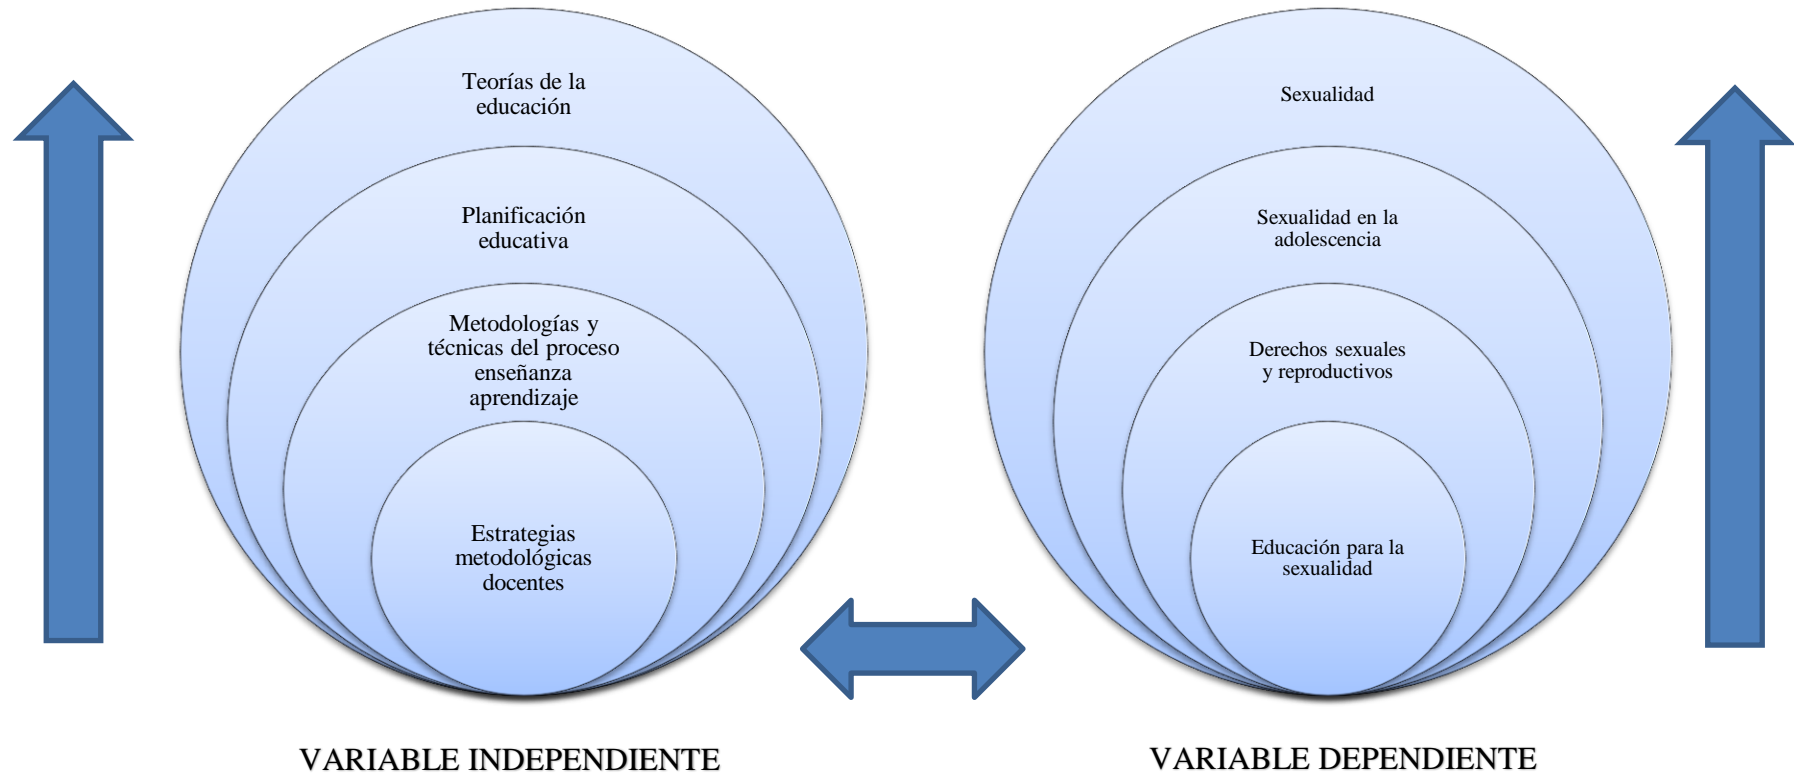 Teorías de la
educación
Planificación
educativa
Metodologías y
técnicas del proceso
enseñanza
aprendizaje
Estrategias
metodológicas
docentes
VARIABLE INDEPENDIENTE
Sexualidad
Sexualidad en la
adolescencia
Derechos sexuales
y reproductivos
Educación para la
sexualidad
VARIABLE DEPENDIENTE